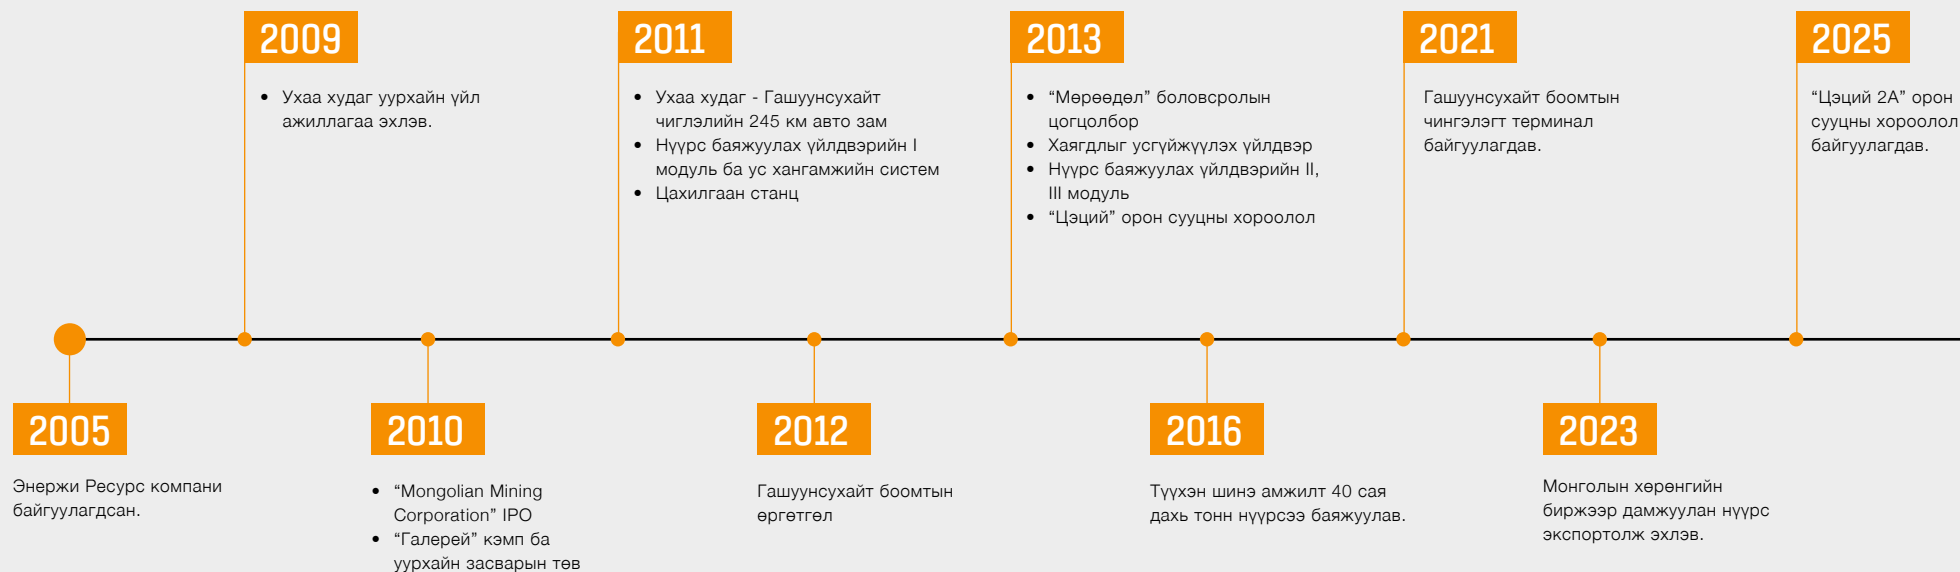 2009
• Ухаа худаг уурхайн үйл
ажиллагаа эхлэв.
2011
• Ухаа худаг - Гашуунсухайт
чиглэлийн 245 км авто зам
• Нүүрс баяжуулах үйлдвэрийн I
модуль ба ус хангамжийн систем
• Цахилгаан станц
2013
• “Мөрөөдөл” боловсролын
цогцолбор
• Хаягдлыг усгүйжүүлэх үйлдвэр
• Нүүрс баяжуулах үйлдвэрийн II,
III модуль
• “Цэций” орон сууцны хороолол
2021
Гашуунсухайт боомтын
чингэлэгт терминал
байгуулагдав.
2025
“Цэций 2А” орон
сууцны хороолол
байгуулагдав.
2005
Энержи Ресурс компани
байгуулагдсан.
2010
• “Mongolian Mining
Corporation” IPO
• “Галерей” кэмп ба
уурхайн засварын төв
2012
Гашуунсухайт боомтын
өргөтгөл
2016
Түүхэн шинэ амжилт 40 сая
дахь тонн нүүрсээ баяжуулав.
2023
Монголын хөрөнгийн
биржээр дамжуулан нүүрс
экспортолж эхлэв.